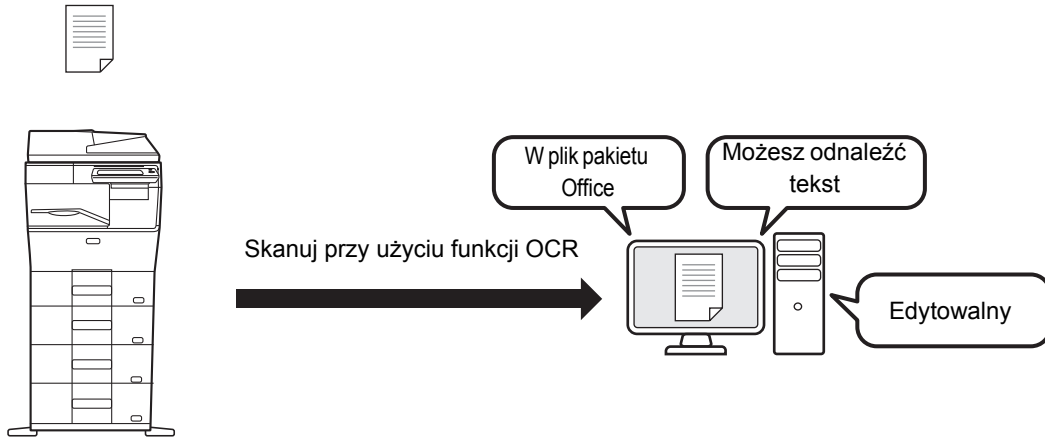 W plik pakietu
Office
Możesz odnaleźć
tekst
Skanuj przy użyciu funkcji OCR
Edytowalny